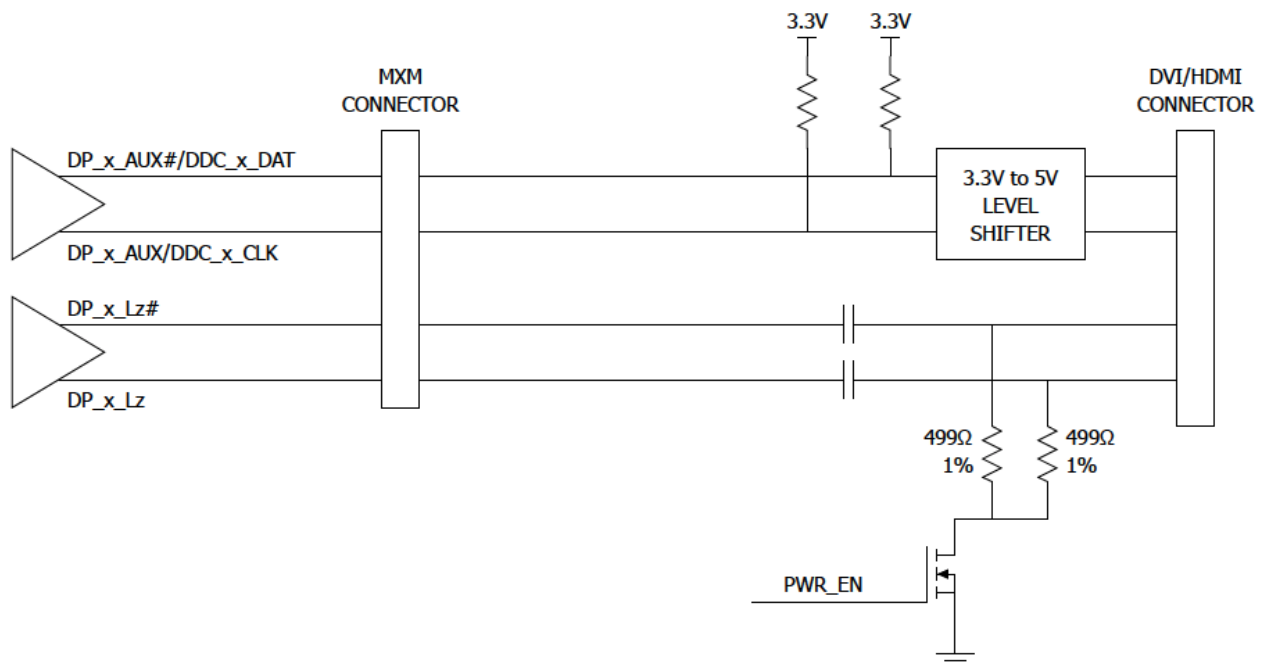 3.3V 3.3V
MXM
CONNECTOR
DVI/HDMI
CONNECTOR
DP_x_AUX#/DDC_x_DAT
3.3V to 5V
LEVEL
SHIFTER
DP_x_AUX/DDC_x_CLK
DP_x_Lz#
DP_x_Lz
499Ω
1%
499Ω
1%
PWR_EN